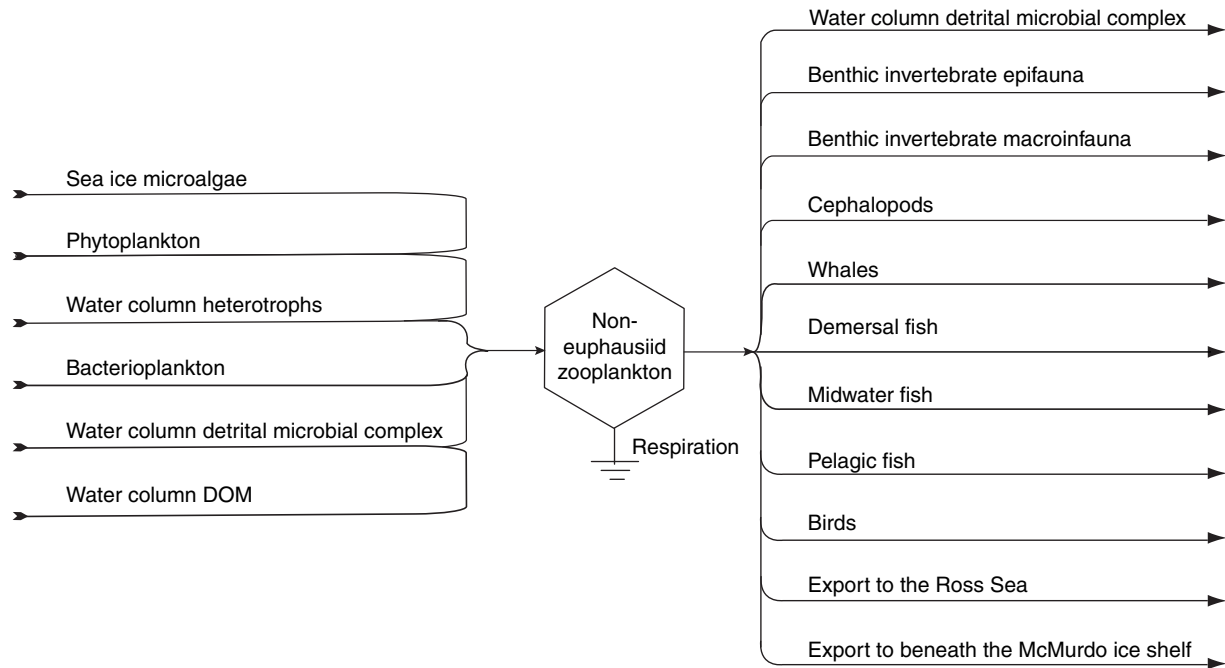 Sea ice microalgae
Phytoplankton
Water column heterotrophs
Bacterioplankton
Water column detrital microbial complex
Water column DOM
Non-
euphausiid
zooplankton
Respiration
Water column detrital microbial complex
Benthic invertebrate epifauna
Benthic invertebrate macroinfauna
Cephalopods
Whales
Demersal fish
Midwater fish
Pelagic fish
Birds
Export to the Ross Sea
Export to beneath the McMurdo ice shelf